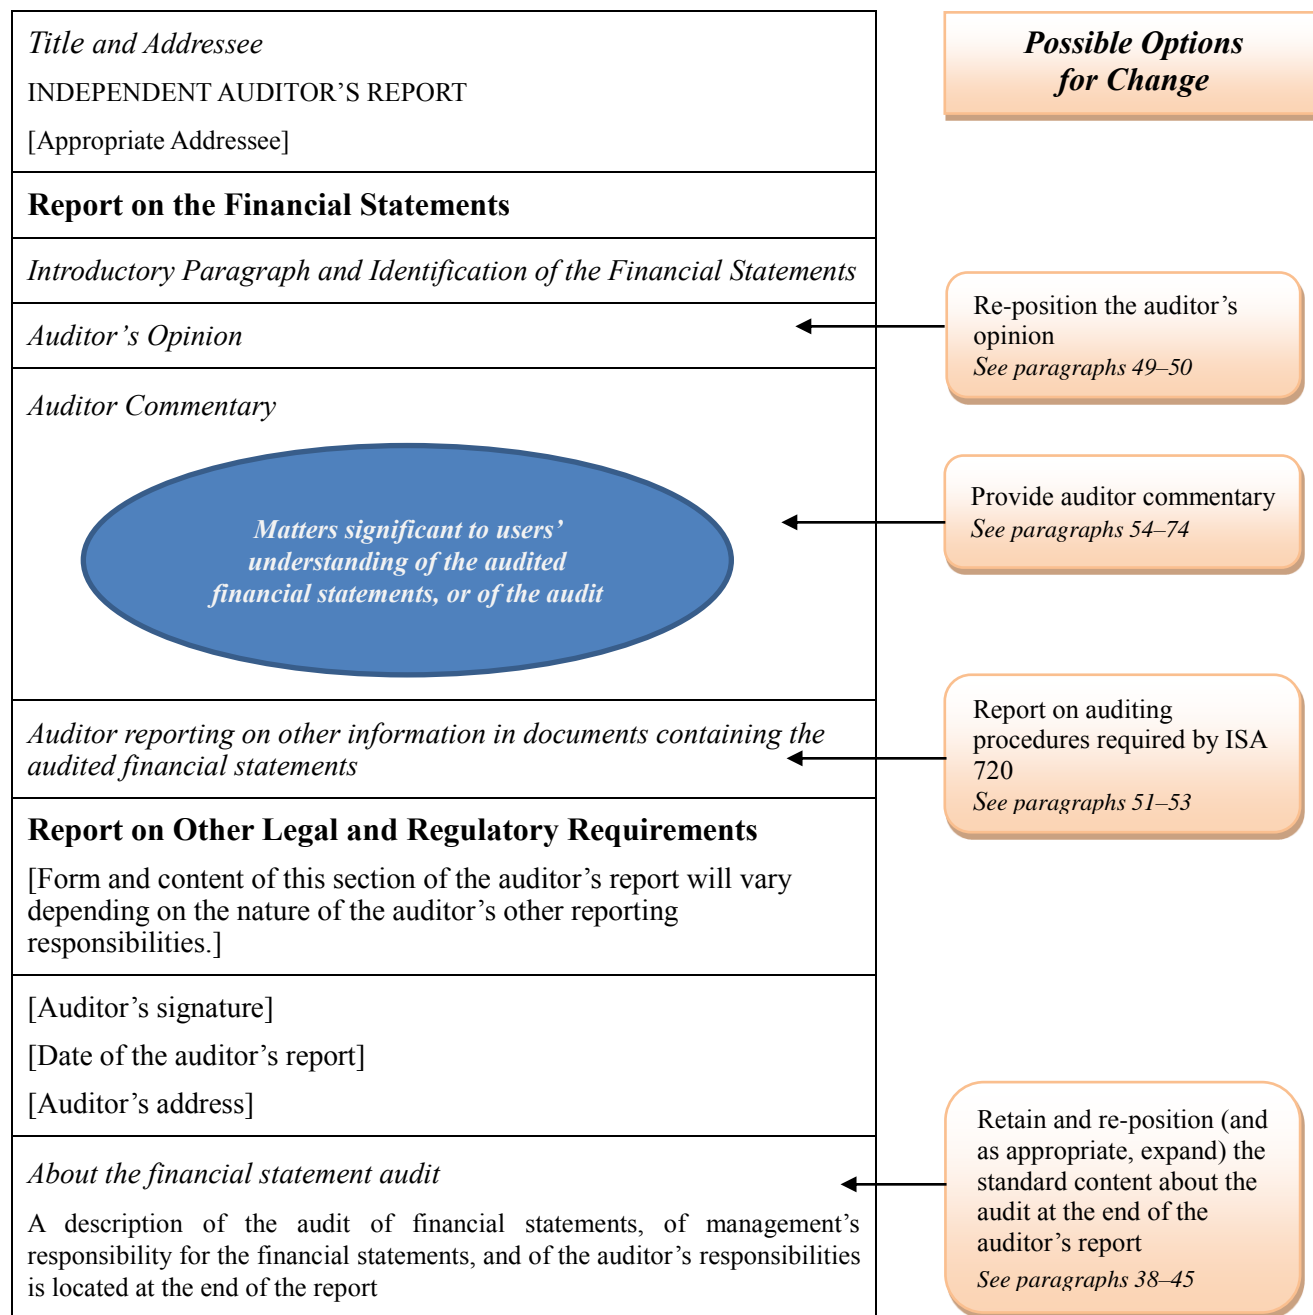 Title and Addressee
INDEPENDENT AUDITOR’S REPORT
[Appropriate Addressee]
Report on the Financial Statements
Introductory Paragraph and Identification of the Financial Statements
Auditor’s Opinion
Auditor Commentary
Matters significant to users’
understanding of the audited
financial statements, or of the audit
Auditor reporting on other information in documents containing the
audited financial statements
Report on Other Legal and Regulatory Requirements
[Form and content of this section of the auditor’s report will vary
depending on the nature of the auditor’s other reporting
responsibilities.]
[Auditor’s signature]
[Date of the auditor’s report]
[Auditor’s address]
About the financial statement audit
A description of the audit of financial statements, of management’s
responsibility for the financial statements, and of the auditor’s responsibilities
is located at the end of the report
Possible Options
for Change
Re-position the auditor’s
opinion
See paragraphs 49–50
Provide auditor commentary
See paragraphs 54–74
Report on auditing
procedures required by ISA
720
See paragraphs 51–53
Retain and re-position (and
as appropriate, expand) the
standard content about the
audit at the end of the
auditor’s report
See paragraphs 38–45